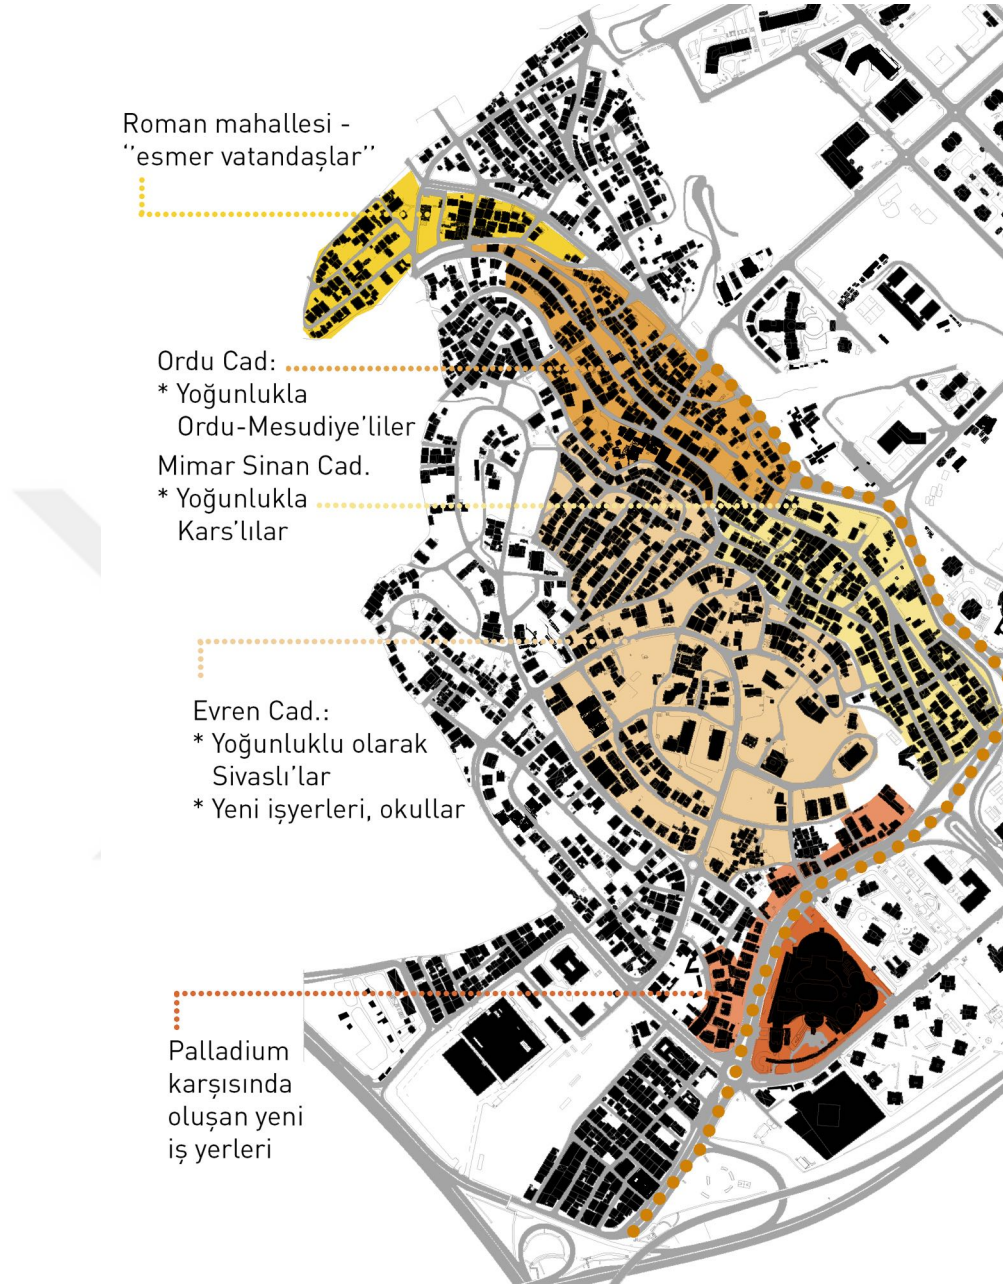 Roman mahallesi -
‘’esmer vatandaşlar’’
Ordu Cad:
* Yoğunlukla
Ordu-Mesudiye’liler
Mimar Sinan Cad.
* Yoğunlukla
Kars’lılar
Evren Cad.:
* Yoğunluklu olarak
Sivaslı’lar
* Yeni işyerleri, okullar
Palladium
karşısında
oluşan yeni
iş yerleri